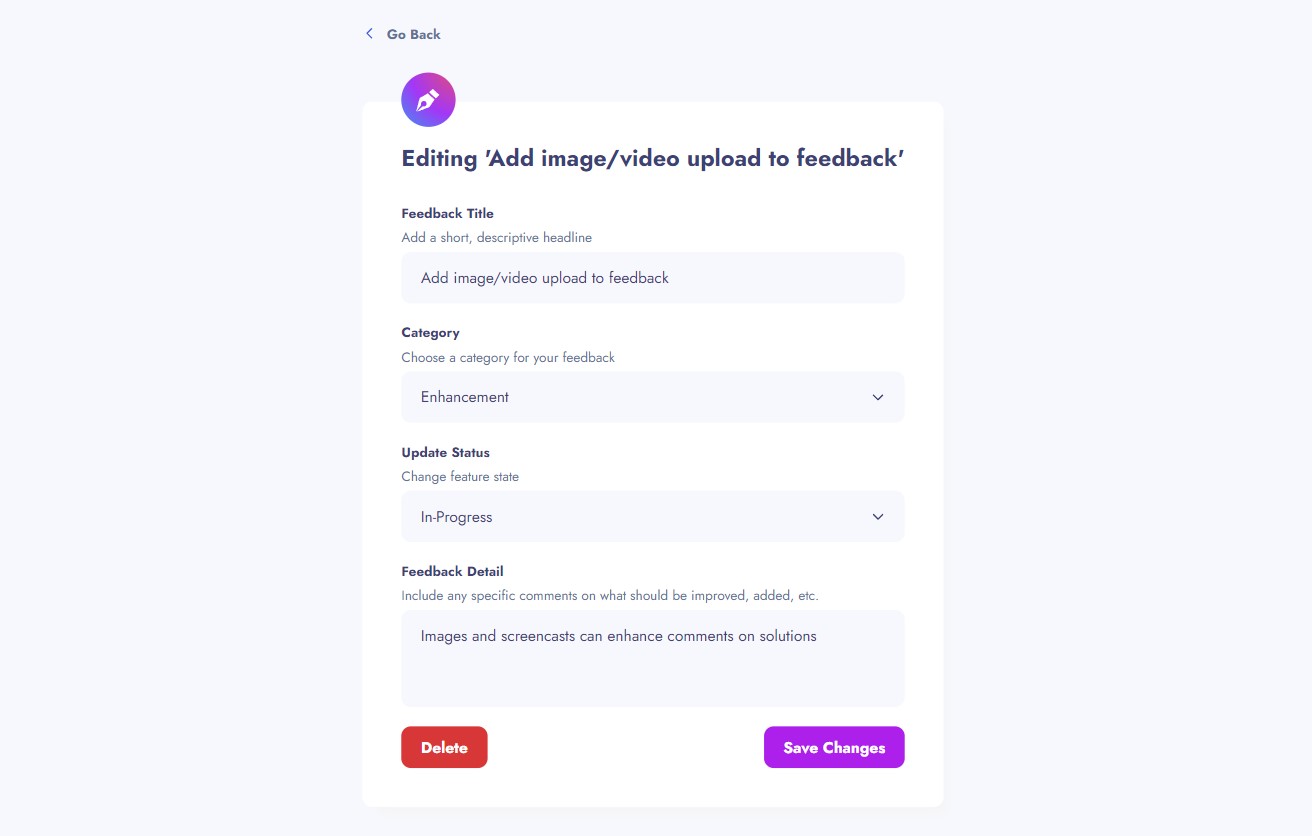 Go Back
Editing 'Add image/video upload to feedback'
Feedback Title
Add a short, descriptive headline
Add image/video upload to feedback
Category
Choose a category for your feedback
Enhancement
Update Status
Change feature state
In-Progress
Feedback Detail
Include any specific comments on what should be improved, added, etc.
Images and screencasts can enhance comments on solutions
Delete
Save Changes